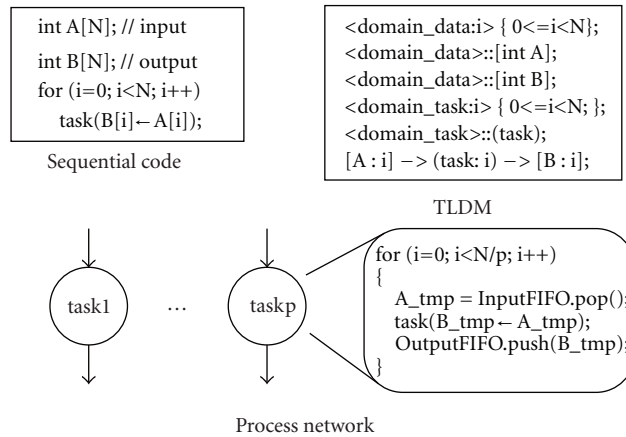 int A[N]; // input
int B[N]; // output
for (i=0; i<N; i++)
task(B[i]←A[i]);
Sequential code
<domain_data:i> { 0<=i<N};
<domain_data>::[int A];
<domain_data>::[int B];
<domain_task:i> { 0<=i<N; };
<domain_task>::(task);
[A : i] −> (task: i) −> [B : i];
TLDM
task1
...
taskp
for (i=0; i<N/p; i++)
{
A_tmp = InputFIFO.pop();
task(B_tmp←A_tmp);
OutputFIFO.push(B_tmp);
}
Process network